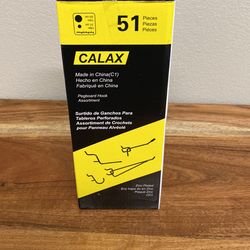 51
Pieces
Piezas
Pièces
CALAX
Made in China(C1)
Hecho en China
Fabriqué en China
Pegboard Hook
Assortment
Surtido de Ganchos Para
Tableros Perforados
Assortiment de Crochets
pour Panneau Alvéolé
Zinc Plated